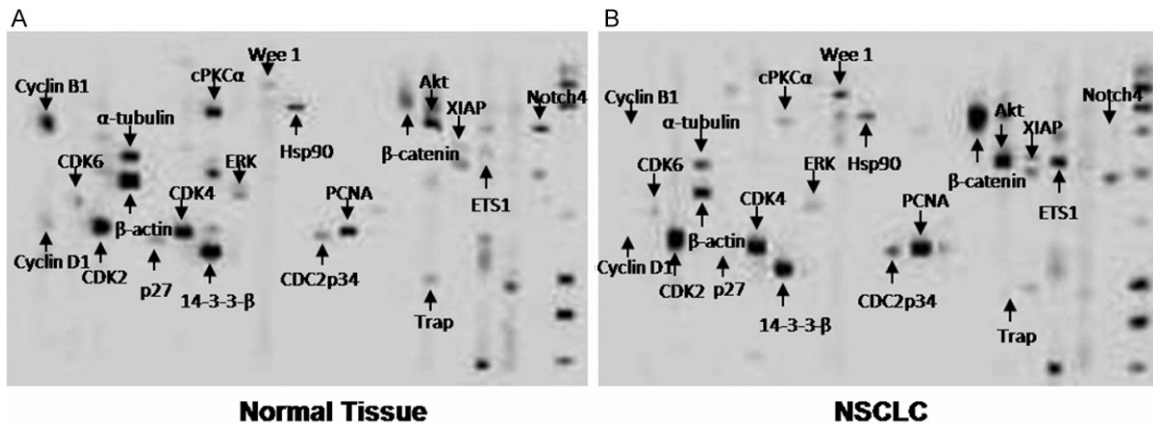 A
Wee 1
Cyclin B1
cPKCα
Akt
XIAP
Notch4
α-tubulin
CDK6
ERK
Hsp90
β-catenin
CDK4
PCNA
ETS1
β-actin
Cyclin D1
CDK2
p27
14-3-3-β
CDC2p34
Trap
Normal Tissue
B
Wee 1
cPKCα
Cyclin B1
Notch4
Akt
XIAP
α-tubulin
CDK6
ERK
Hsp90
β-catenin
CDK4
PCNA
ETS1
β-actin
Cyclin D1
CDK2
p27
14-3-3-β
CDC2p34
Trap
NSCLC